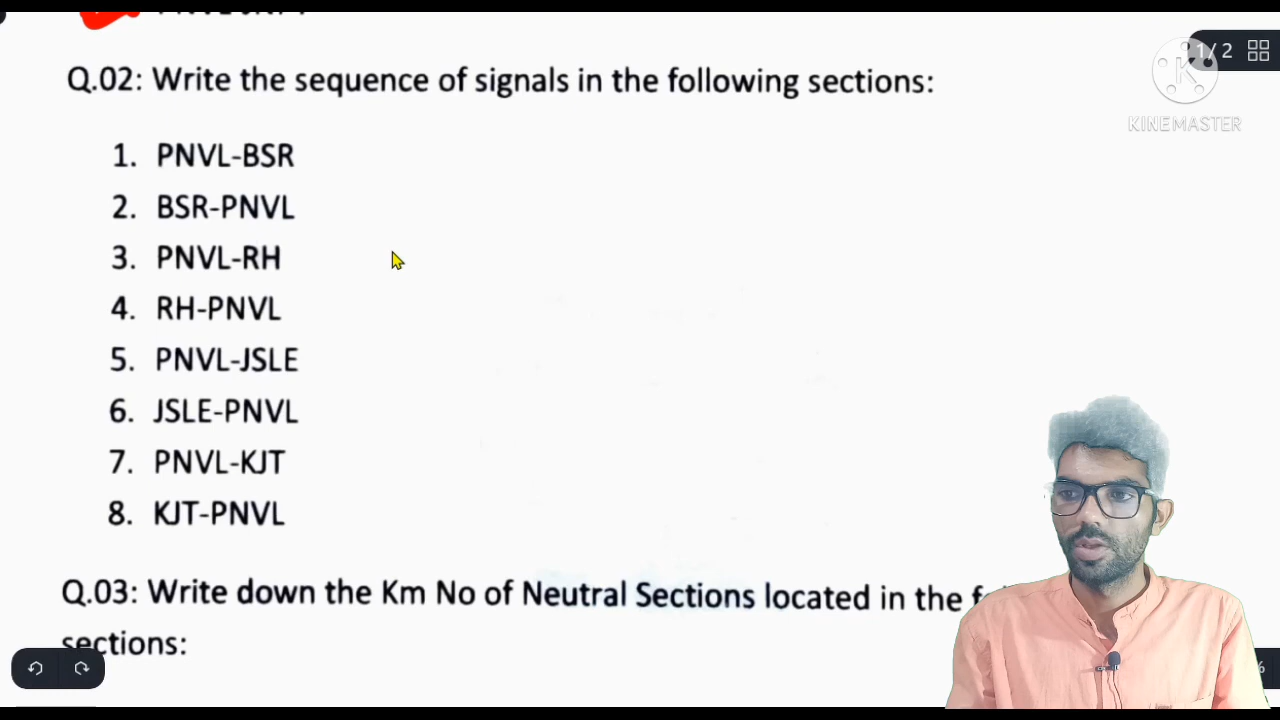 1/2
KINEMASTER
Q.02: Write the sequence of signals in the following sections:
1. PNVL-BSR
2. BSR-PNVL
3. PNVL-RH
4. RH-PNVL
5. PNVL-JSLE
6. JSLE-PNVL
7. PNVL-KJT
8. KJT-PNVL
Q.03: Write down the Km No of Neutral Sections located in the
sections: